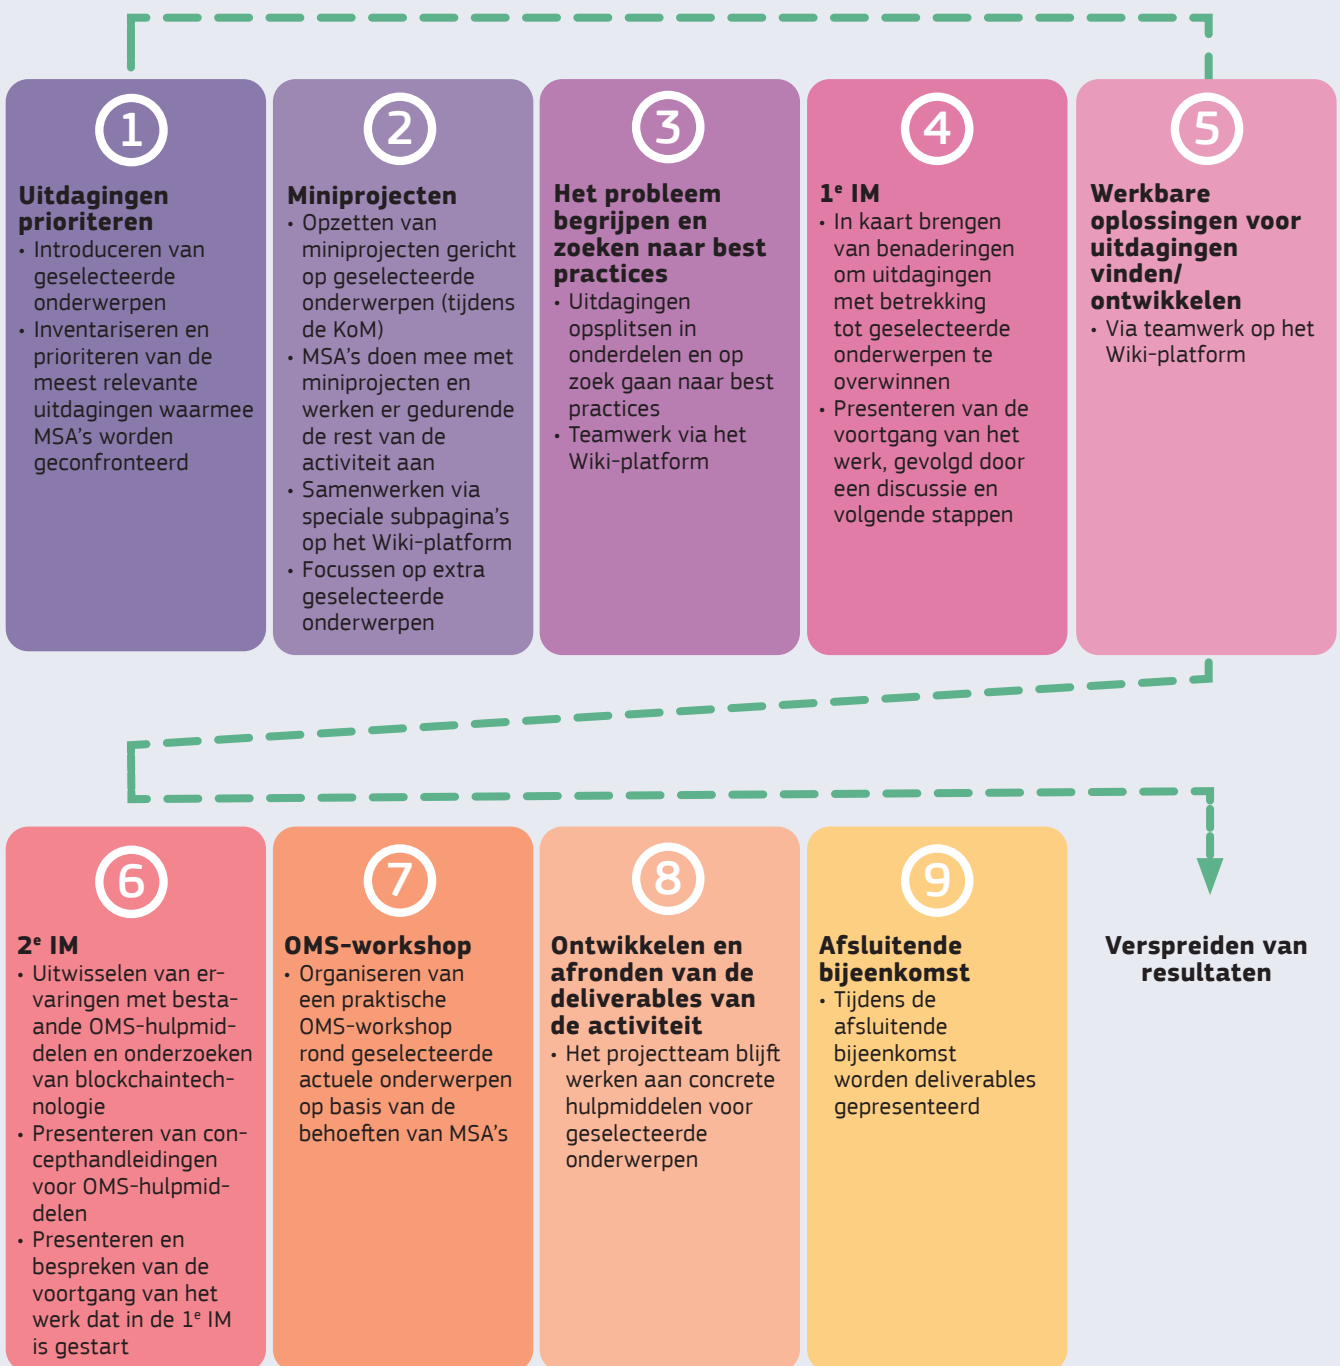 1
Uitdagingen
prioriteren
• Introduceren van
geselecteerde
onderwerpen
• Inventariseren en
prioriteren van de
meest relevante
uitdagingen waarmee
MSA’s worden
geconfronteerd
2
Miniprojecten
• Opzetten van
miniprojecten gericht
op geselecteerde
onderwerpen (tijdens
de KoM)
• MSA’s doen mee met
miniprojecten en
werken er gedurende
de rest van de
activiteit aan
• Samenwerken via
speciale subpagina’s
op het Wiki-platform
• Focussen op extra
geselecteerde
onderwerpen
3
Het probleem
begrijpen en
zoeken naar best
practices
• Uitdagingen
opsplitsen in
onderdelen en op
zoek gaan naar best
practices
• Teamwerk via het
Wiki-platform
4
1e IM
• In kaart brengen
van benaderingen
om uitdagingen
met betrekking
tot geselecteerde
onderwerpen te
overwinnen
• Presenteren van de
voortgang van het
werk, gevolgd door
een discussie en
volgende stappen
5
Werkbare
oplossingen voor
uitdagingen
vinden/
ontwikkelen
• Via teamwerk op het
Wiki-platform
6
2e IM
• Uitwisselen van er-
varingen met besta-
ande OMS-hulpmid-
delen en onderzoeken
van blockchaintech-
nologie
• Presenteren van con-
cepthandleidingen
voor OMS-hulpmid-
delen
• Presenteren en
bespreken van de
voortgang van het
werk dat in de 1e IM
is gestart
7
OMS-workshop
• Organiseren van
een praktische
OMS-workshop
rond geselecteerde
actuele onderwerpen
op basis van de
behoeften van MSA’s
8
Ontwikkelen en
afronden van de
deliverables van
de activiteit
• Het projectteam blijft
werken aan concrete
hulpmiddelen voor
geselecteerde
onderwerpen
9
Afsluitende
bijeenkomst
• Tijdens de
afsluitende
bijeenkomst
worden deliverables
gepresenteerd
Verspreiden van
resultaten